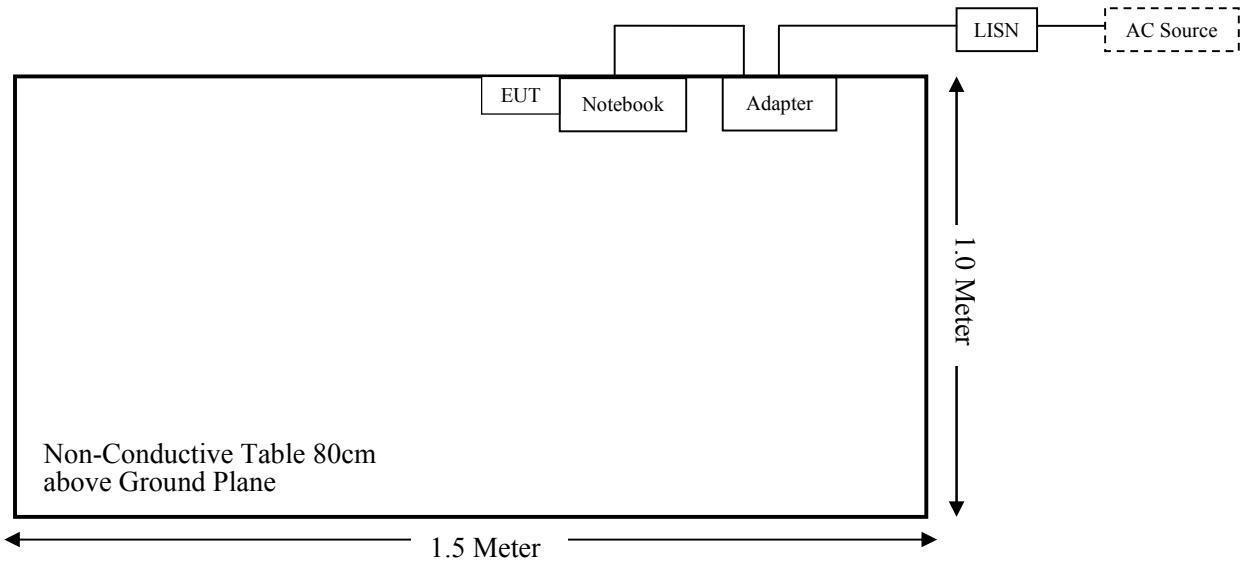 LISN
AC Source
EUT
Notebook
Adapter
1.0 Meter
Non-Conductive Table 80cm
above Ground Plane
1.5 Meter